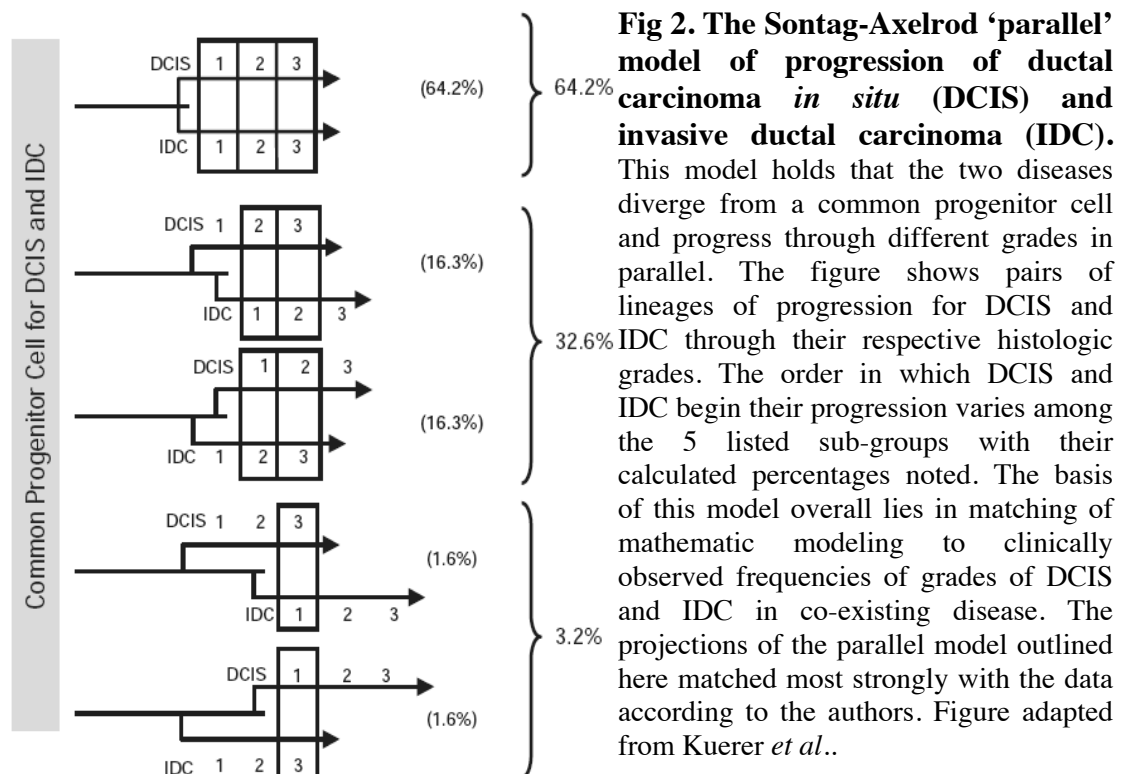 Common Progenitor Cell for DCIS and IDC
DCIS 1 2 3
IDC 1 2 3
(64.2%)
64.2%
DCIS 1 2 3
IDC 1 2 3
(16.3%)
DCIS 1 2 3
IDC 1 2 3
(16.3%)
32.6%
DCIS 1 2 3
IDC 1 2 3
(1.6%)
DCIS 1 2 3
IDC 1 2 3
(1.6%)
3.2%
Fig 2. The Sontag-Axelrod ‘parallel’
model of progression of ductal
carcinoma in situ (DCIS) and
invasive ductal carcinoma (IDC).
This model holds that the two diseases
diverge from a common progenitor cell
and progress through different grades in
parallel. The figure shows pairs of
lineages of progression for DCIS and
IDC through their respective histologic
grades. The order in which DCIS and
IDC begin their progression varies among
the 5 listed sub-groups with their
calculated percentages noted. The basis
of this model overall lies in matching of
mathematic modeling to clinically
observed frequencies of grades of DCIS
and IDC in co-existing disease. The
projections of the parallel model outlined
here matched most strongly with the data
according to the authors. Figure adapted
from Kuerer et al..